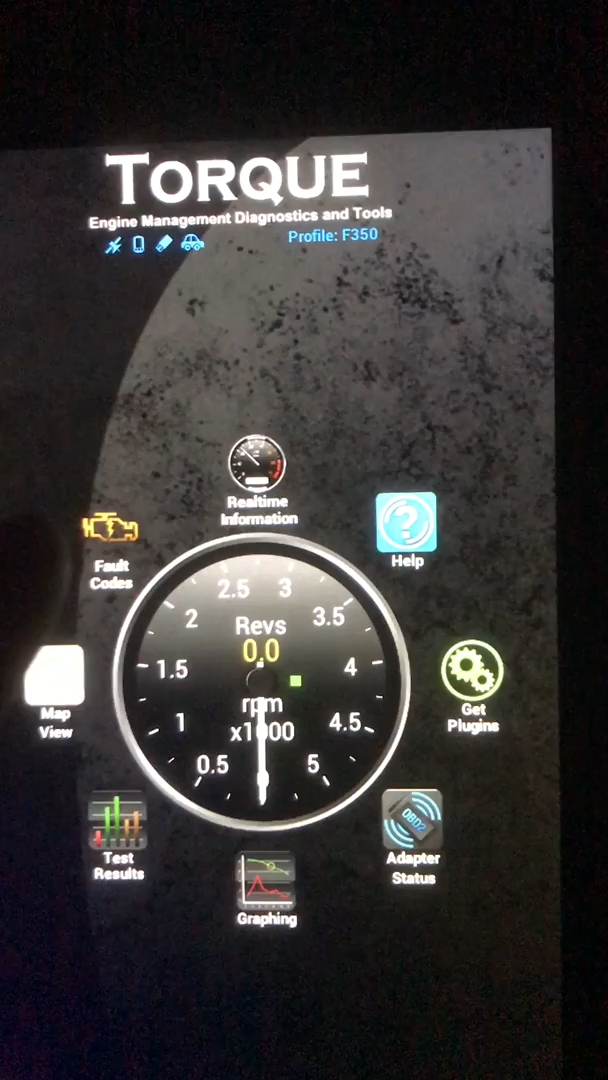 TORQUE
Engine Management Diagnostics and Tools
Profile: F350
Realtime
Information
Help
Fault
Codes
2.5
3
2
3.5
Revs
0.0
1.5
4
rpm
x1000
1
4.5
0.5
5
Map
View
Get
Plugins
Test
Results
OBD2
Adapter
Status
Graphing